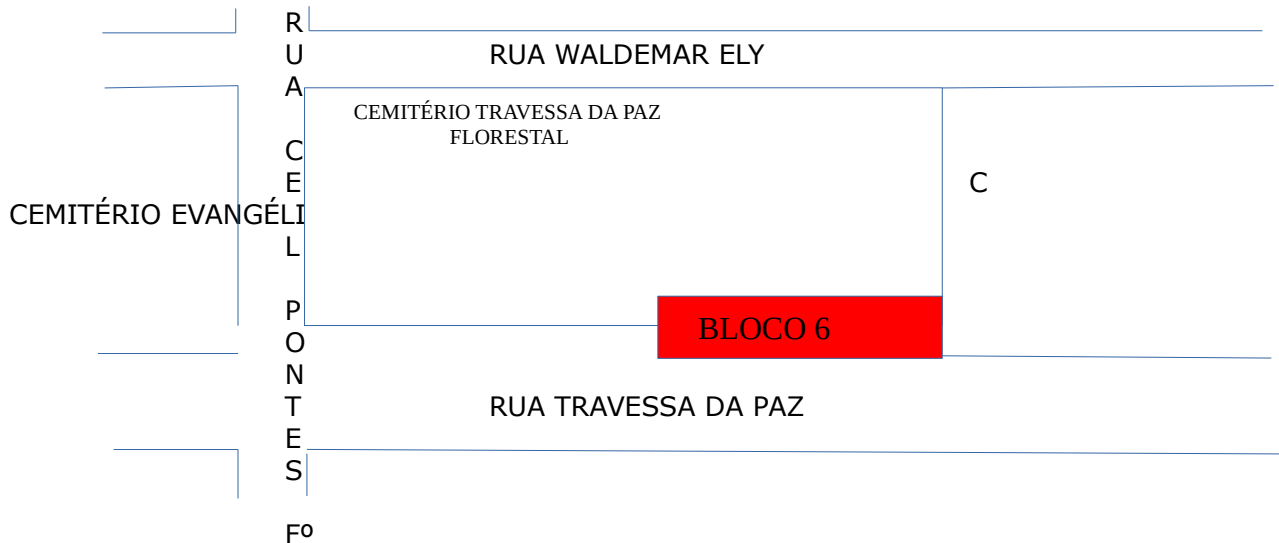 RUA CEL PONTES Fº
RUA WALDEMAR ELY
CEMITÉRIO TRAVESSA DA PAZ
FLORESTAL
C
CEMITÉRIO EVANGÉLI
BLOCO 6
RUA TRAVESSA DA PAZ